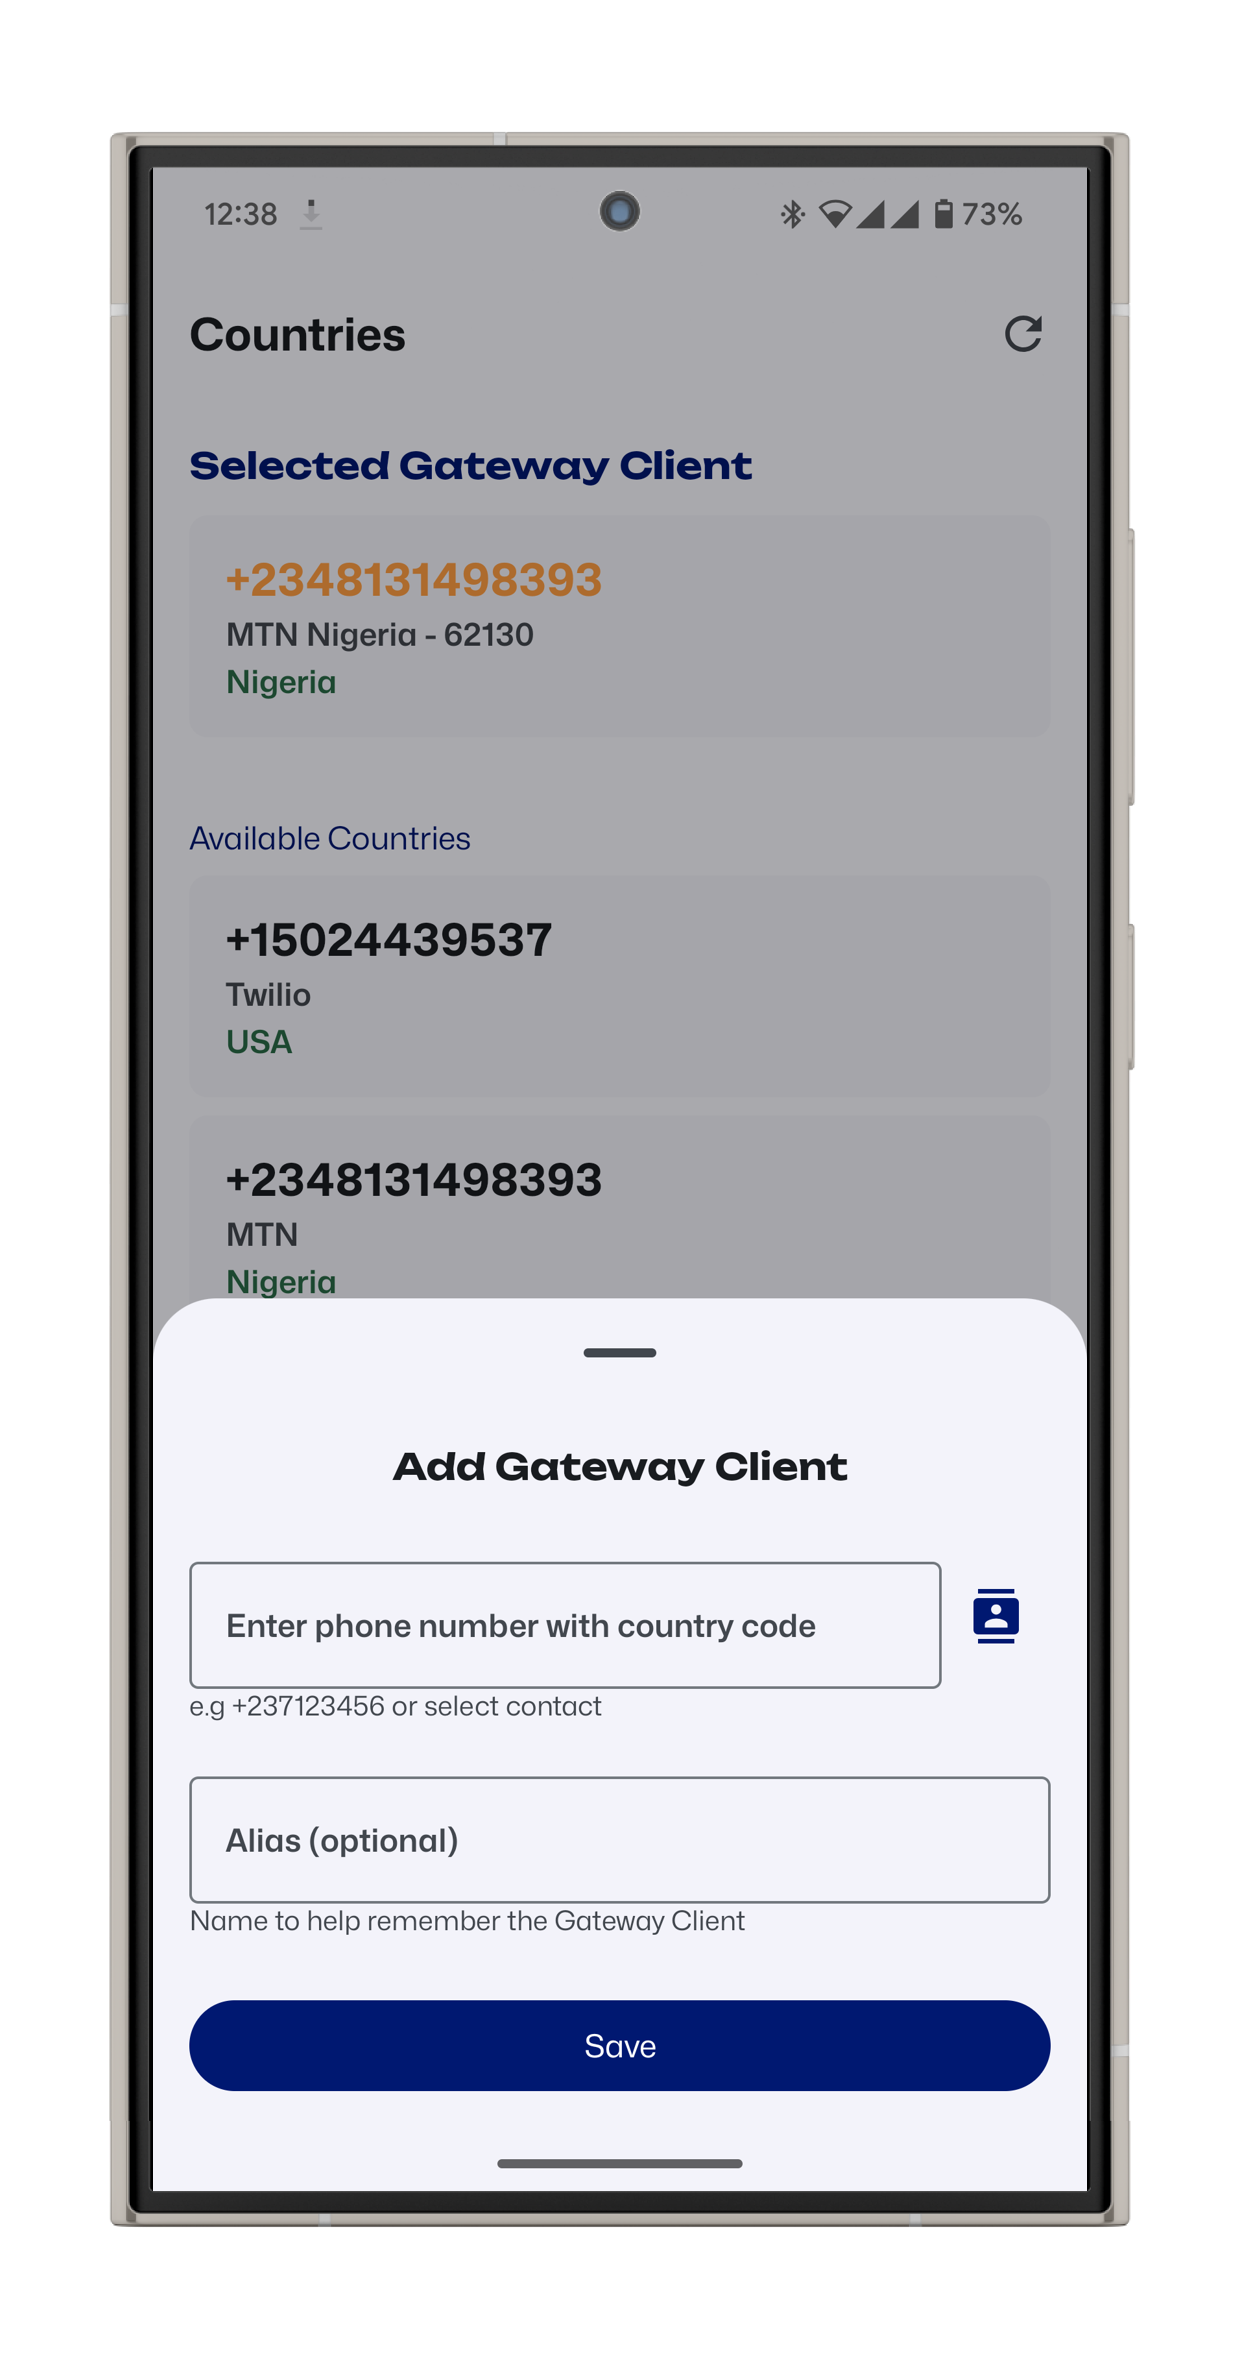 12:38
73%
Countries
Selected Gateway Client
+2348131498393
MTN Nigeria - 62130
Nigeria
Available Countries
+15024439537
Twilio
USA
+2348131498393
MTN
Nigeria
Add Gateway Client
Enter phone number with country code
e.g +237123456 or select contact
Alias (optional)
Name to help remember the Gateway Client
Save